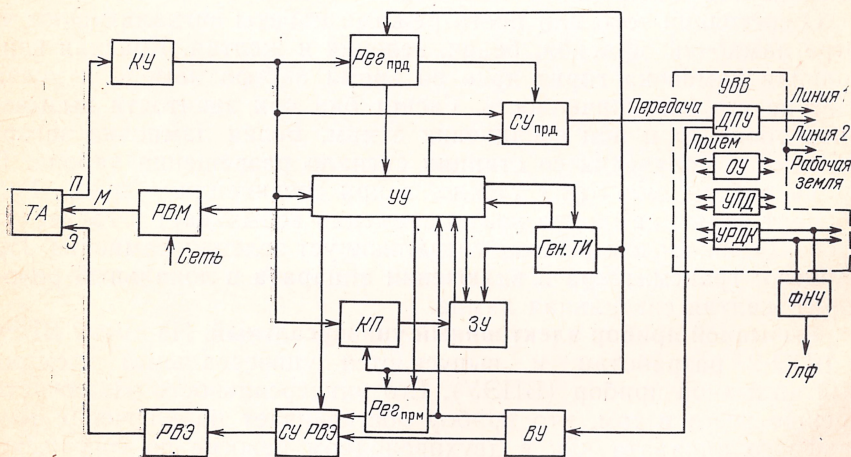 КУ
Рег прд
СУ прд
Передача
УВВ
ДПУ
Линия 1
Линия 2
Прием
ОУ
Рабочая
земля
УПД
УРДК
ФНЧ
Тлф
П
ТА
М
РВМ
УУ
Э
Сеть
Ген. ТИ
КП
ЗУ
Рег прм
РВЭ
СУ РВЭ
ВУ